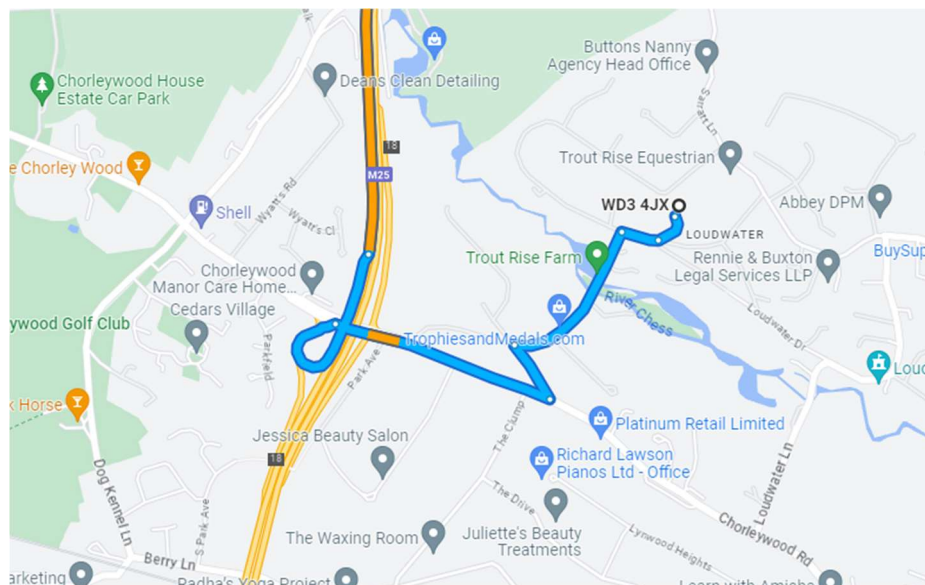 Chorleywood House
Estate Car Park
Deans Clean Detailing
Buttons Nanny
Agency Head Office
Sarratt Ln
18
M25
e Chorley Wood
Trout Rise Equestrian
Shell
Wyatt's Rd
Wyatt's Cl
WD3 4JX
Abbey DPM
LOUDWATER
BuySup
Trout Rise Farm
Rennie & Buxton
Legal Services LLP
Chorleywood
Manor Care Home...
Cedars Village
River Chess
ywood Golf Club
TrophiesandMedals.com
Loudwater Dr
Parkfield
Park Ave
Loud
k Horse
Platinum Retail Limited
The Clump
Jessica Beauty Salon
18
Richard Lawson
Pianos Ltd - Office
Dog Kennel Ln
The Drive
Loudwater Ln
S Park Ave
The Waxing Room
Juliette's Beauty
Treatments
Chorleywood Rd
Lynwood Heights
Berry Ln
arketing
Radha's Yoga Project
Learn with Amisha